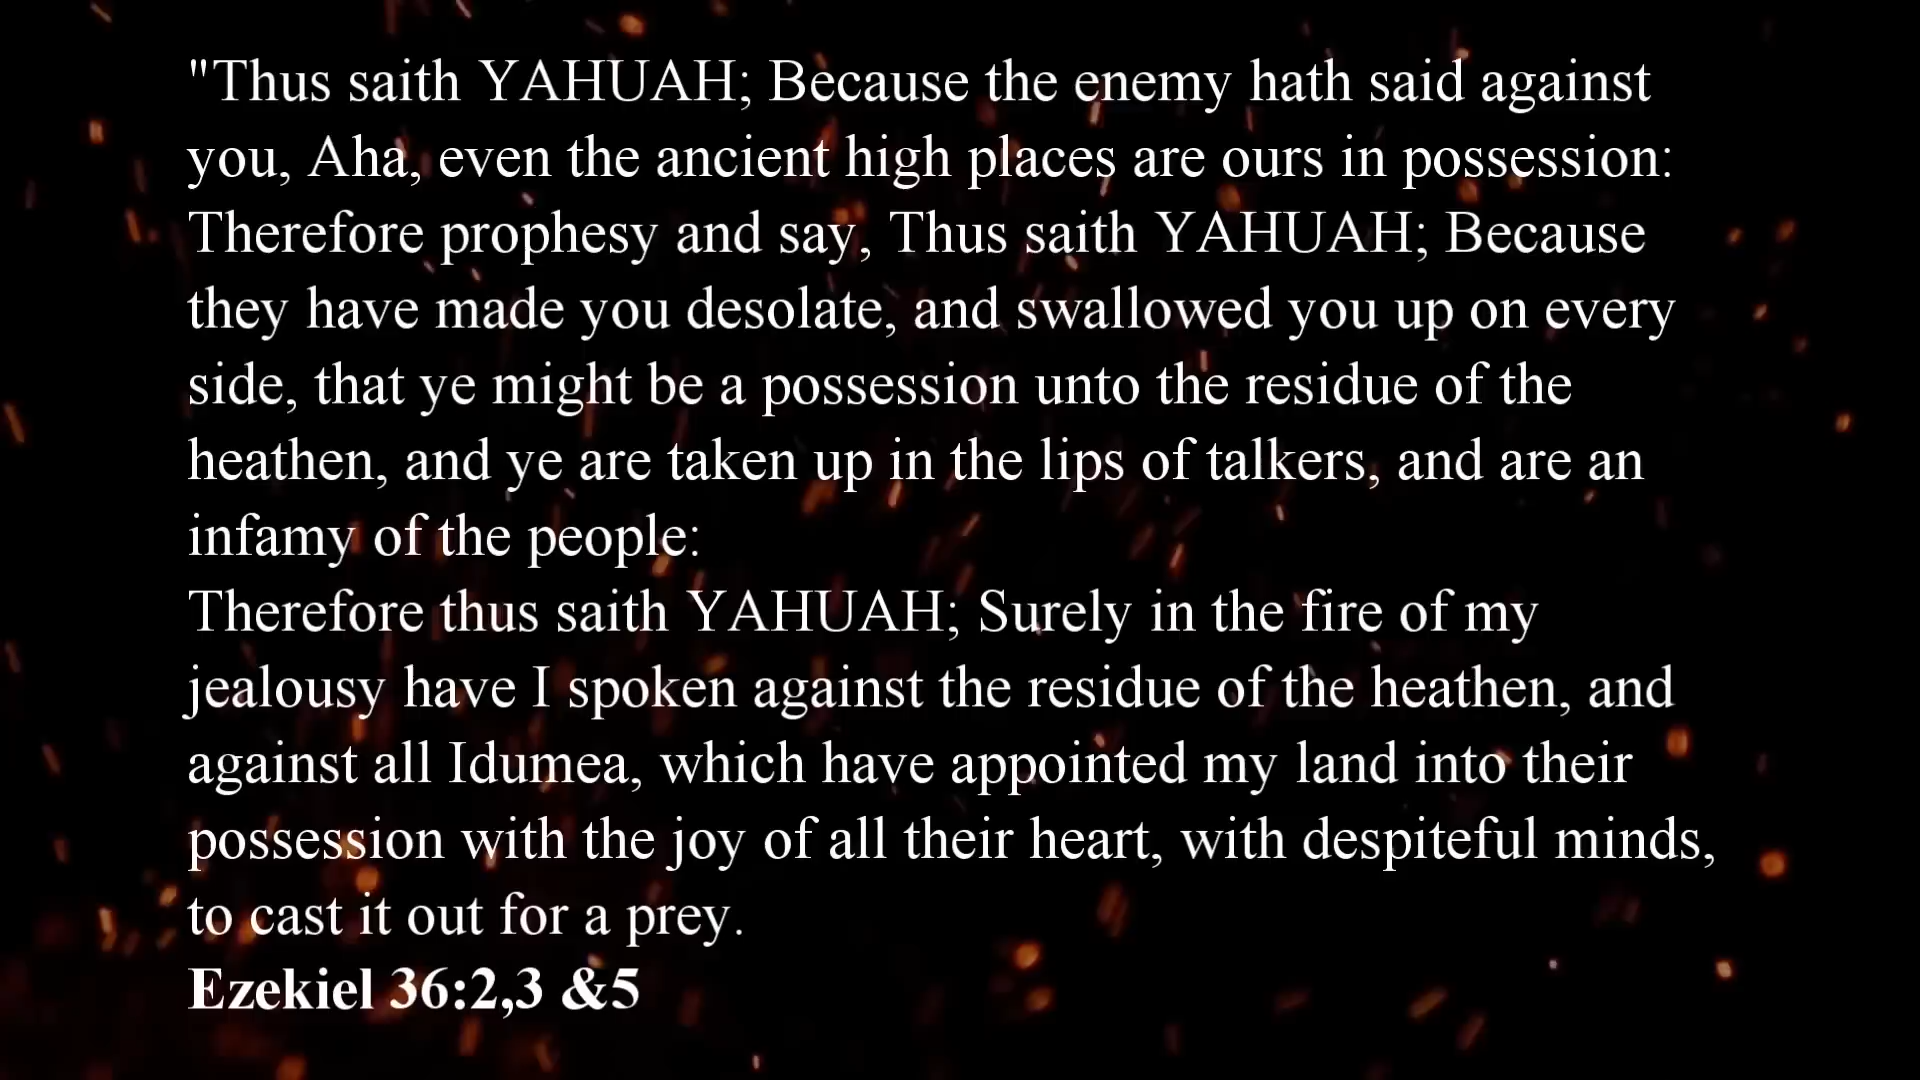 "Thus saith YAHUAH; Because the enemy hath said against
you, Aha, even the ancient high places are ours in possession:
Therefore prophesy and say, Thus saith YAHUAH; Because
they have made you desolate, and swallowed you up on every
side, that ye might be a possession unto the residue of the
heathen, and ye are taken up in the lips of talkers, and are an
infamy of the people:
Therefore thus saith YAHUAH; Surely in the fire of my
jealousy have I spoken against the residue of the heathen, and
against all Idumea, which have appointed my land into their
possession with the joy of all their heart, with despiteful minds,
to cast it out for a prey.
Ezekiel 36:2,3 &5